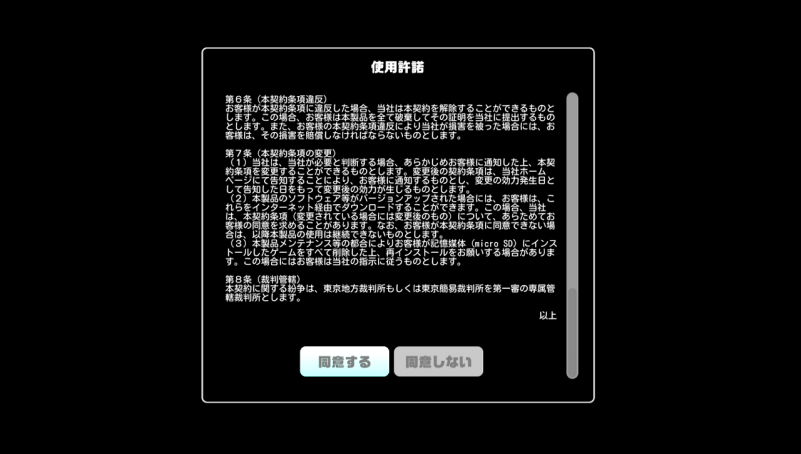 使用許諾
第6条（本契約条項違反）
お客様が本契約条項に違反した場合、当社は本契約を解除することができるものと
します。この場合、お客様は本製品を全て破棄してその証明を当社に提出するもの
とします。また、お客様の本契約条項違反により当社が損害を被った場合には、お
客様は、その損害を賠償しなければならないものとします。
第7条（本契約条項の変更）
（1）当社は、当社が必要と判断する場合、あらかじめお客様に通知した上、本契
約条項を変更することができるものとします。変更後の契約条項は、当社ホーム
ページにて告知することにより、お客様に通知するものとし、変更の効力発生日と
して告知した日をもって変更後の効力が生じるものとします。
（2）本製品のソフトウェア等がバージョンアップされた場合には、お客様は、こ
れらをインターネット経由でダウンロードすることができます。この場合、当社
は、本契約条項（変更されている場合には変更後のもの）について、あらためてお
客様の同意を求めることがあります。なお、お客様が本契約条項に同意できない場
合は、以降本製品の使用は継続できないものとします。
（3）本製品メンテナンス等の都合によりお客様が記憶媒体（micro SD）にインス
トールしたゲームをすべて削除した上、再インストールをお願いする場合がありま
す。この場合にはお客様は当社の指示に従うものとします。
第8条（裁判管轄）
本契約に関する紛争は、東京地方裁判所もしくは東京簡易裁判所を第一審の専属管
轄裁判所とします。
以上
同意する
同意しない